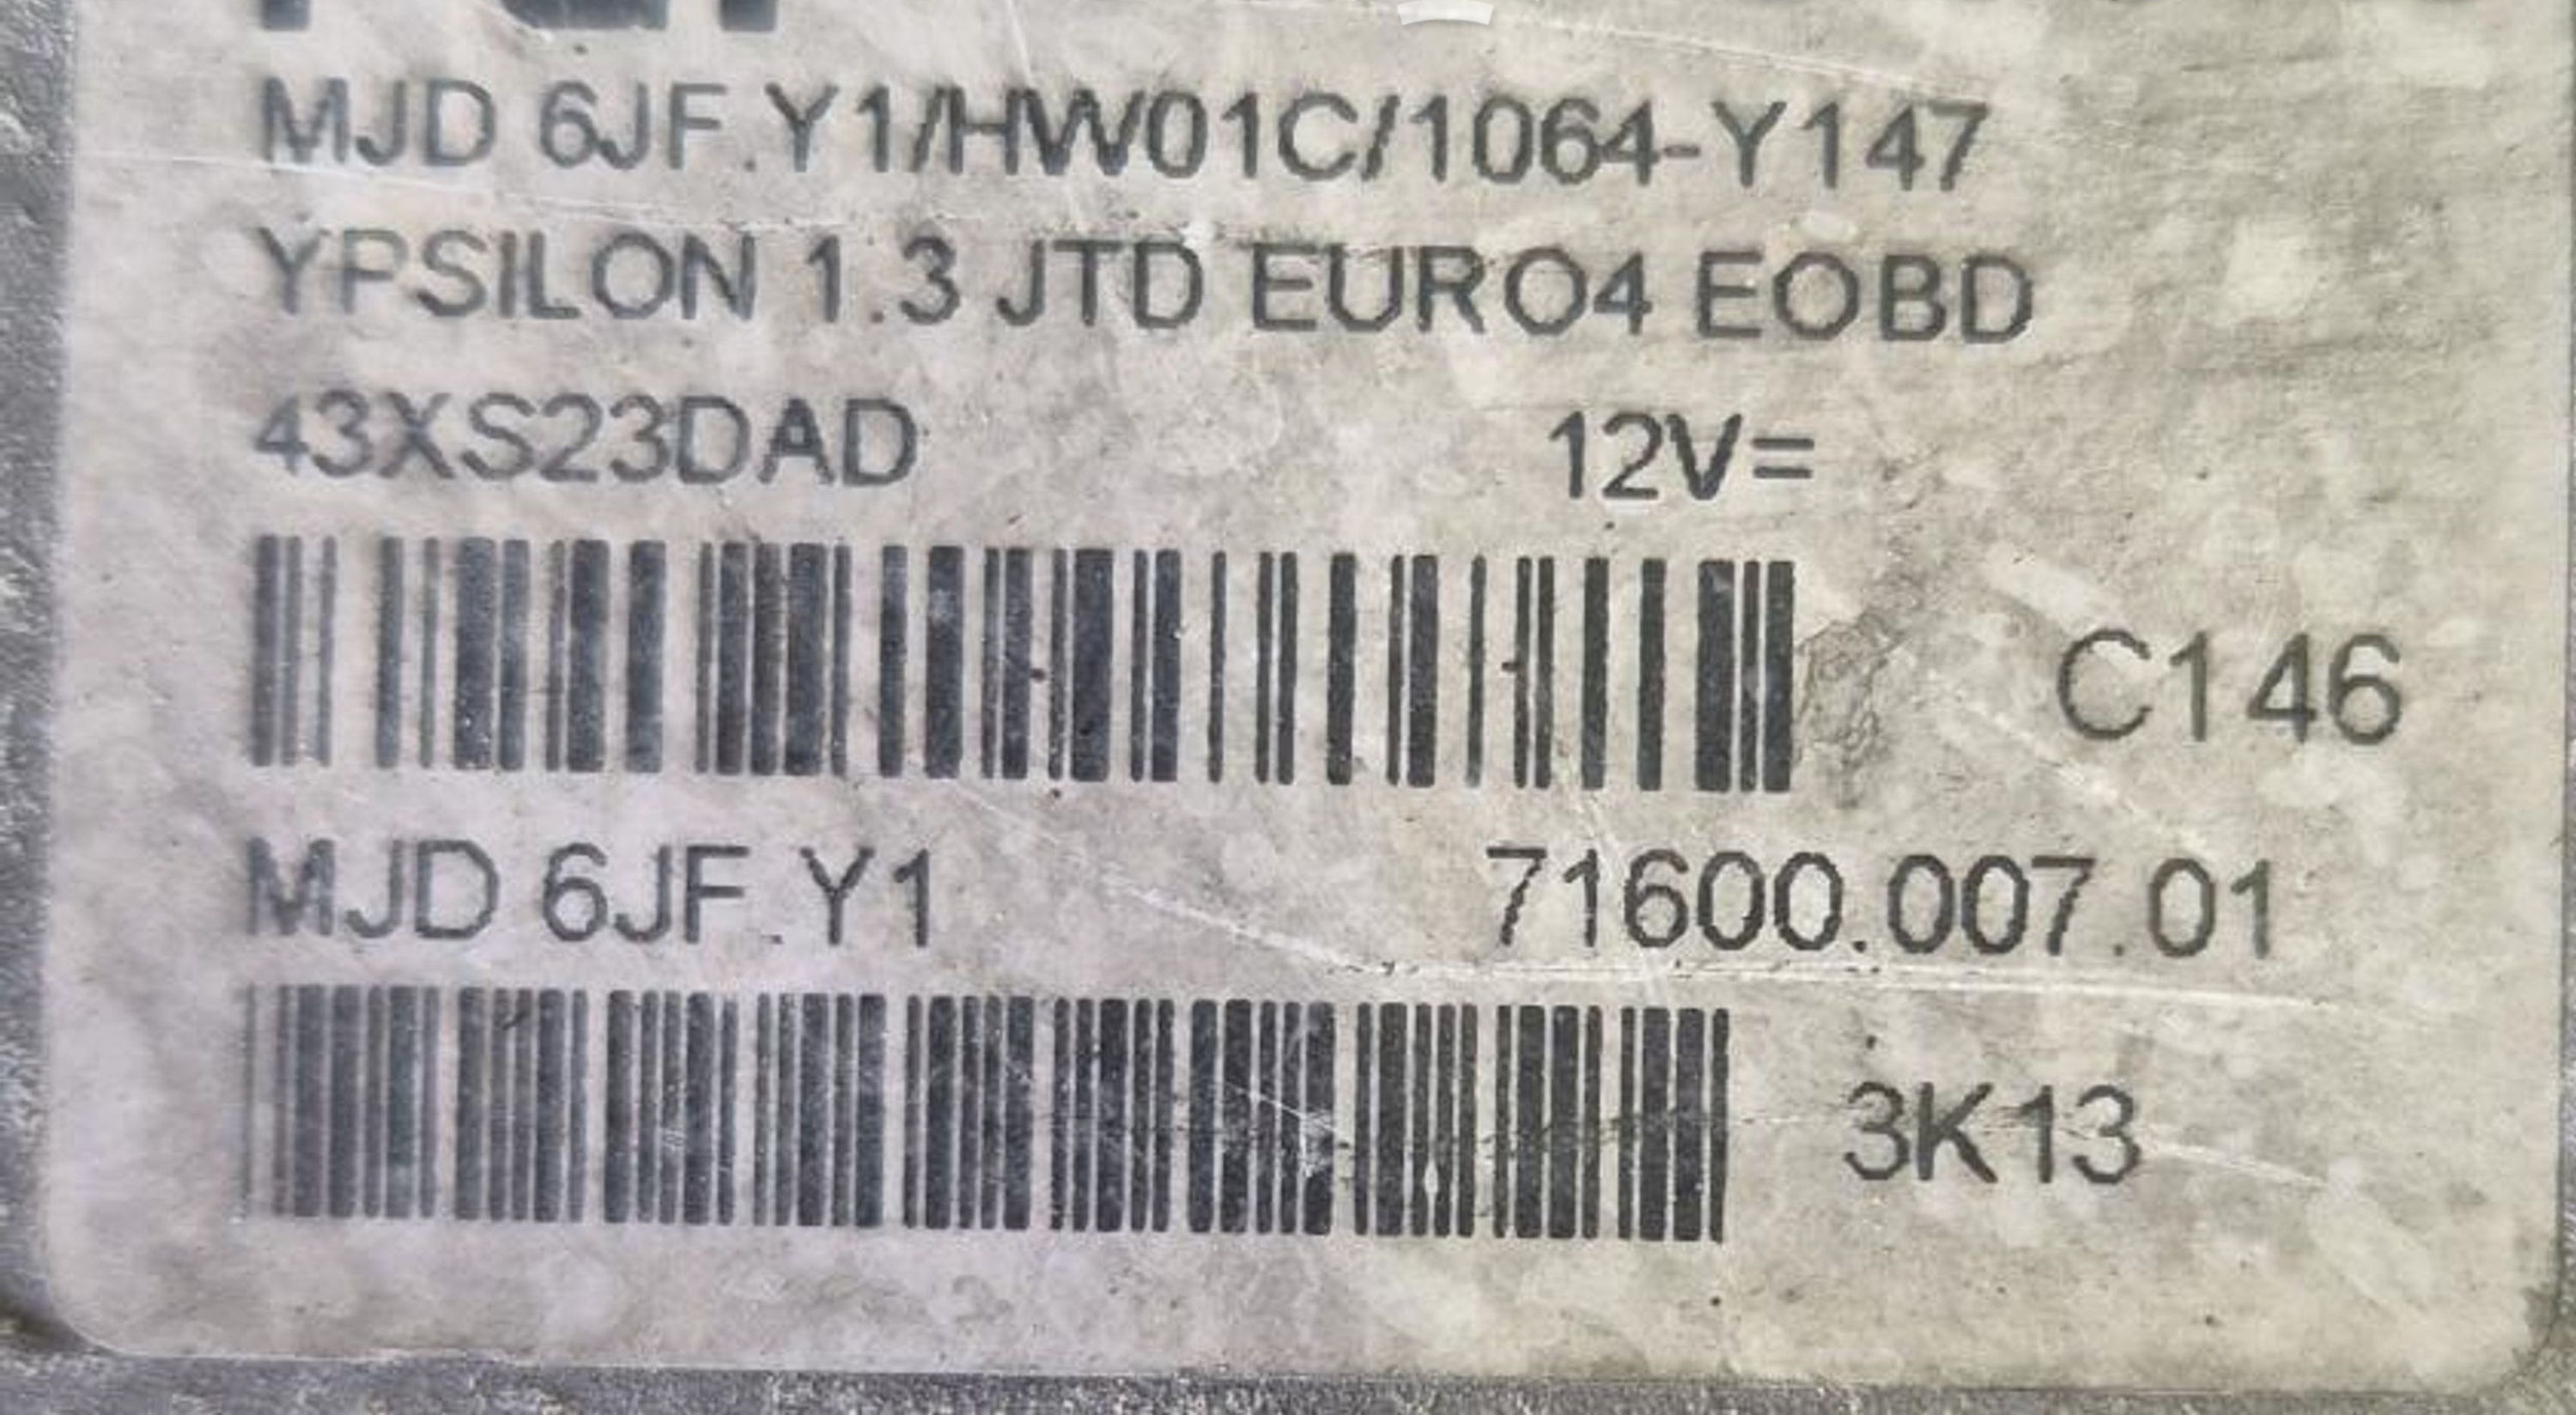 MJD 6JF.Y1/HW01C/1064-Y147
YPSILON 1.3 JTD EURO4 EOBD
43XS23DAD 12V=
C146
MJD 6JF.Y1 71600.007.01
3K13